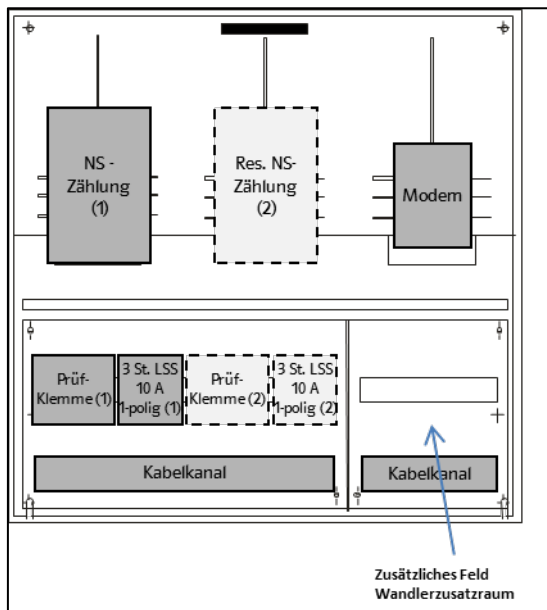 NS -
Zählung
(1)
Res. NS-
Zählung
(2)
Modem
Prüf-
Klemme (1)
3 St. LSS
10 A
1-polig (1)
Prüf-
Klemme (2)
3 St. LSS
10 A
1-polig (2)
Kabelkanal
Kabelkanal
Zusätzliches Feld
Wandlerzusatzraum